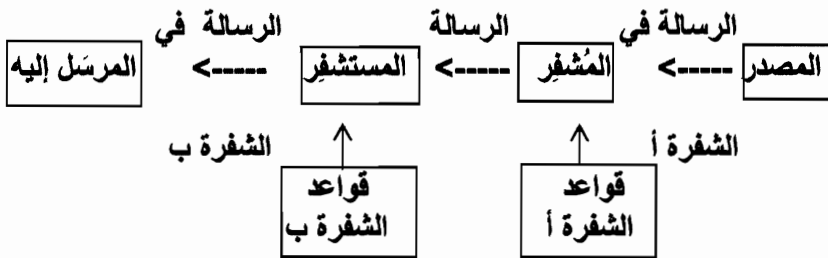 الرسالة في الرسالة الرسالة في
المصدر -----> المُشفِر -----> المستشفِر -----> المرسَل إليه
الشفرة أ الشفرة ب
قواعد قواعد
الشفرة أ الشفرة ب